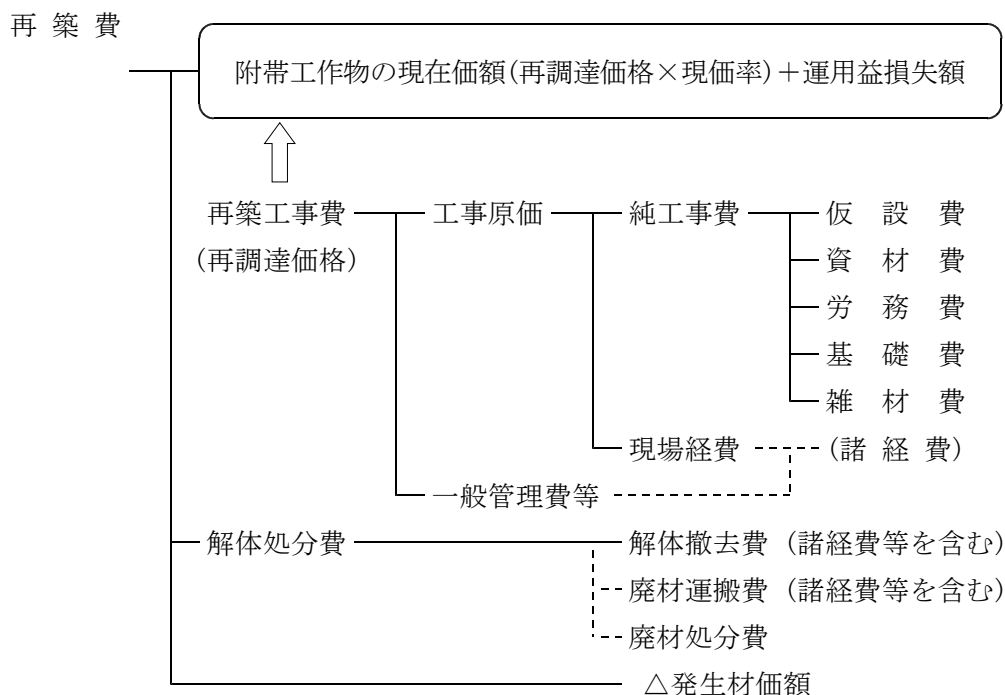 再 築 費
附帯工作物の現在価額(再調達価格×現価率)＋運用益損失額
再築工事費 工事原価 純工事費 仮 設 費
(再調達価格) 資 材 費
労 務 費
基 礎 費
雑 材 費
現場経費 (諸 経 費)
一般管理費等
解体処分費 解体撤去費 (諸経費等を含む)
廃材運搬費 (諸経費等を含む)
廃材処分費
△発生材価額